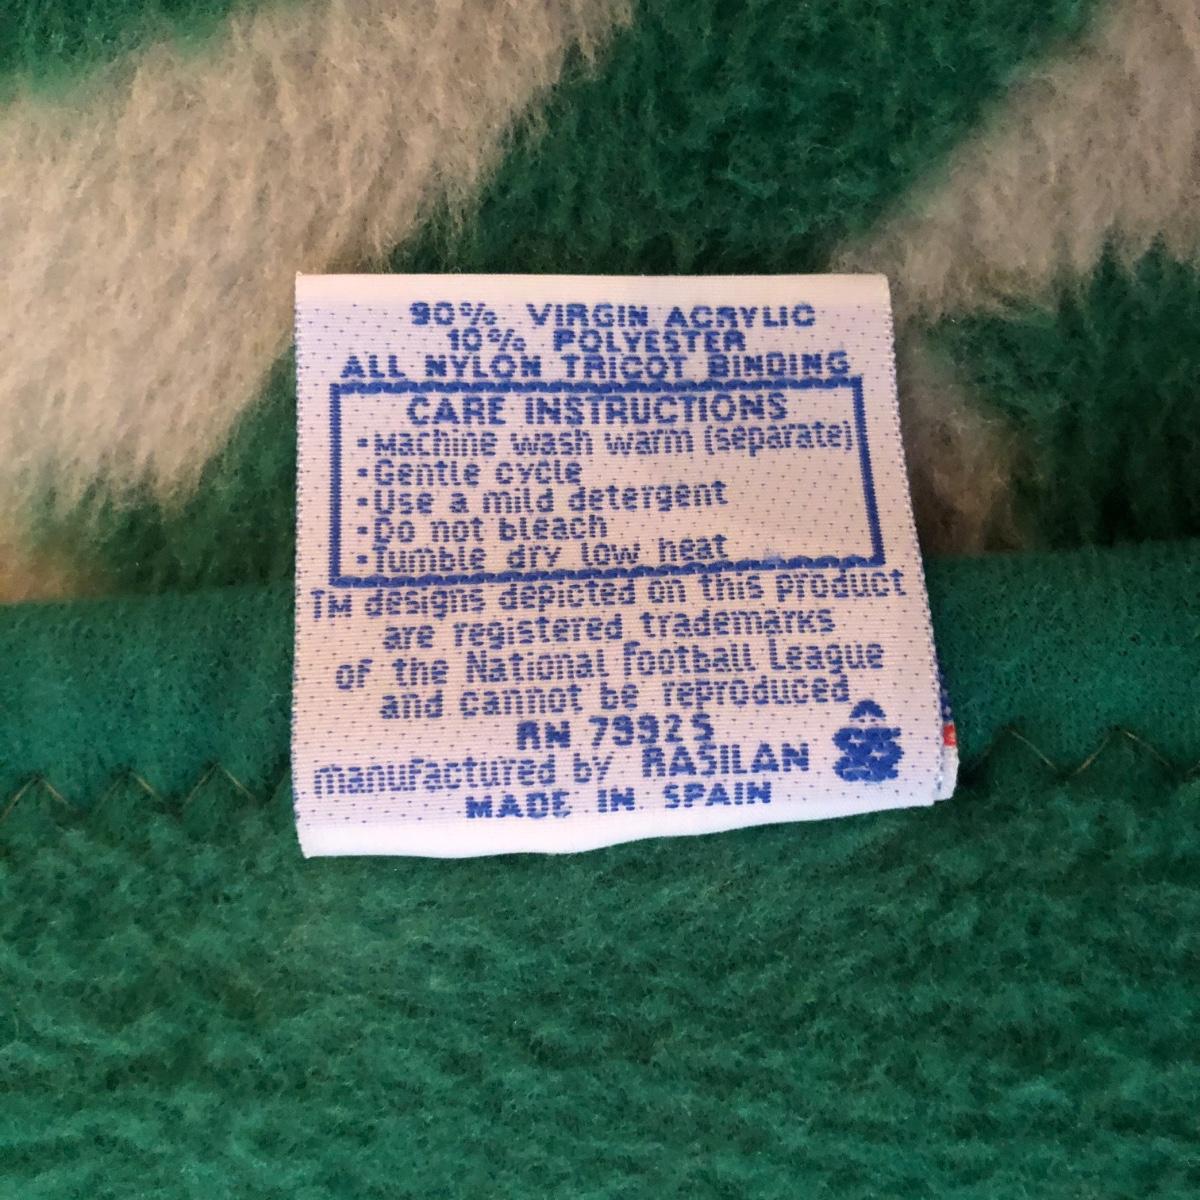 90% VIRGIN ACRYLIC
10% POLYESTER
ALL NYLON TRICOT BINDING
CARE INSTRUCTIONS
•Machine wash warm (separate)
•Gentle cycle
•Use a mild detergent
•Do not bleach
•Tumble dry low heat
TM designs depicted on this product
are registered trademarks
of the National Football League
and cannot be reproduced
RN 79925
manufactured by RASILAN
MADE IN SPAIN